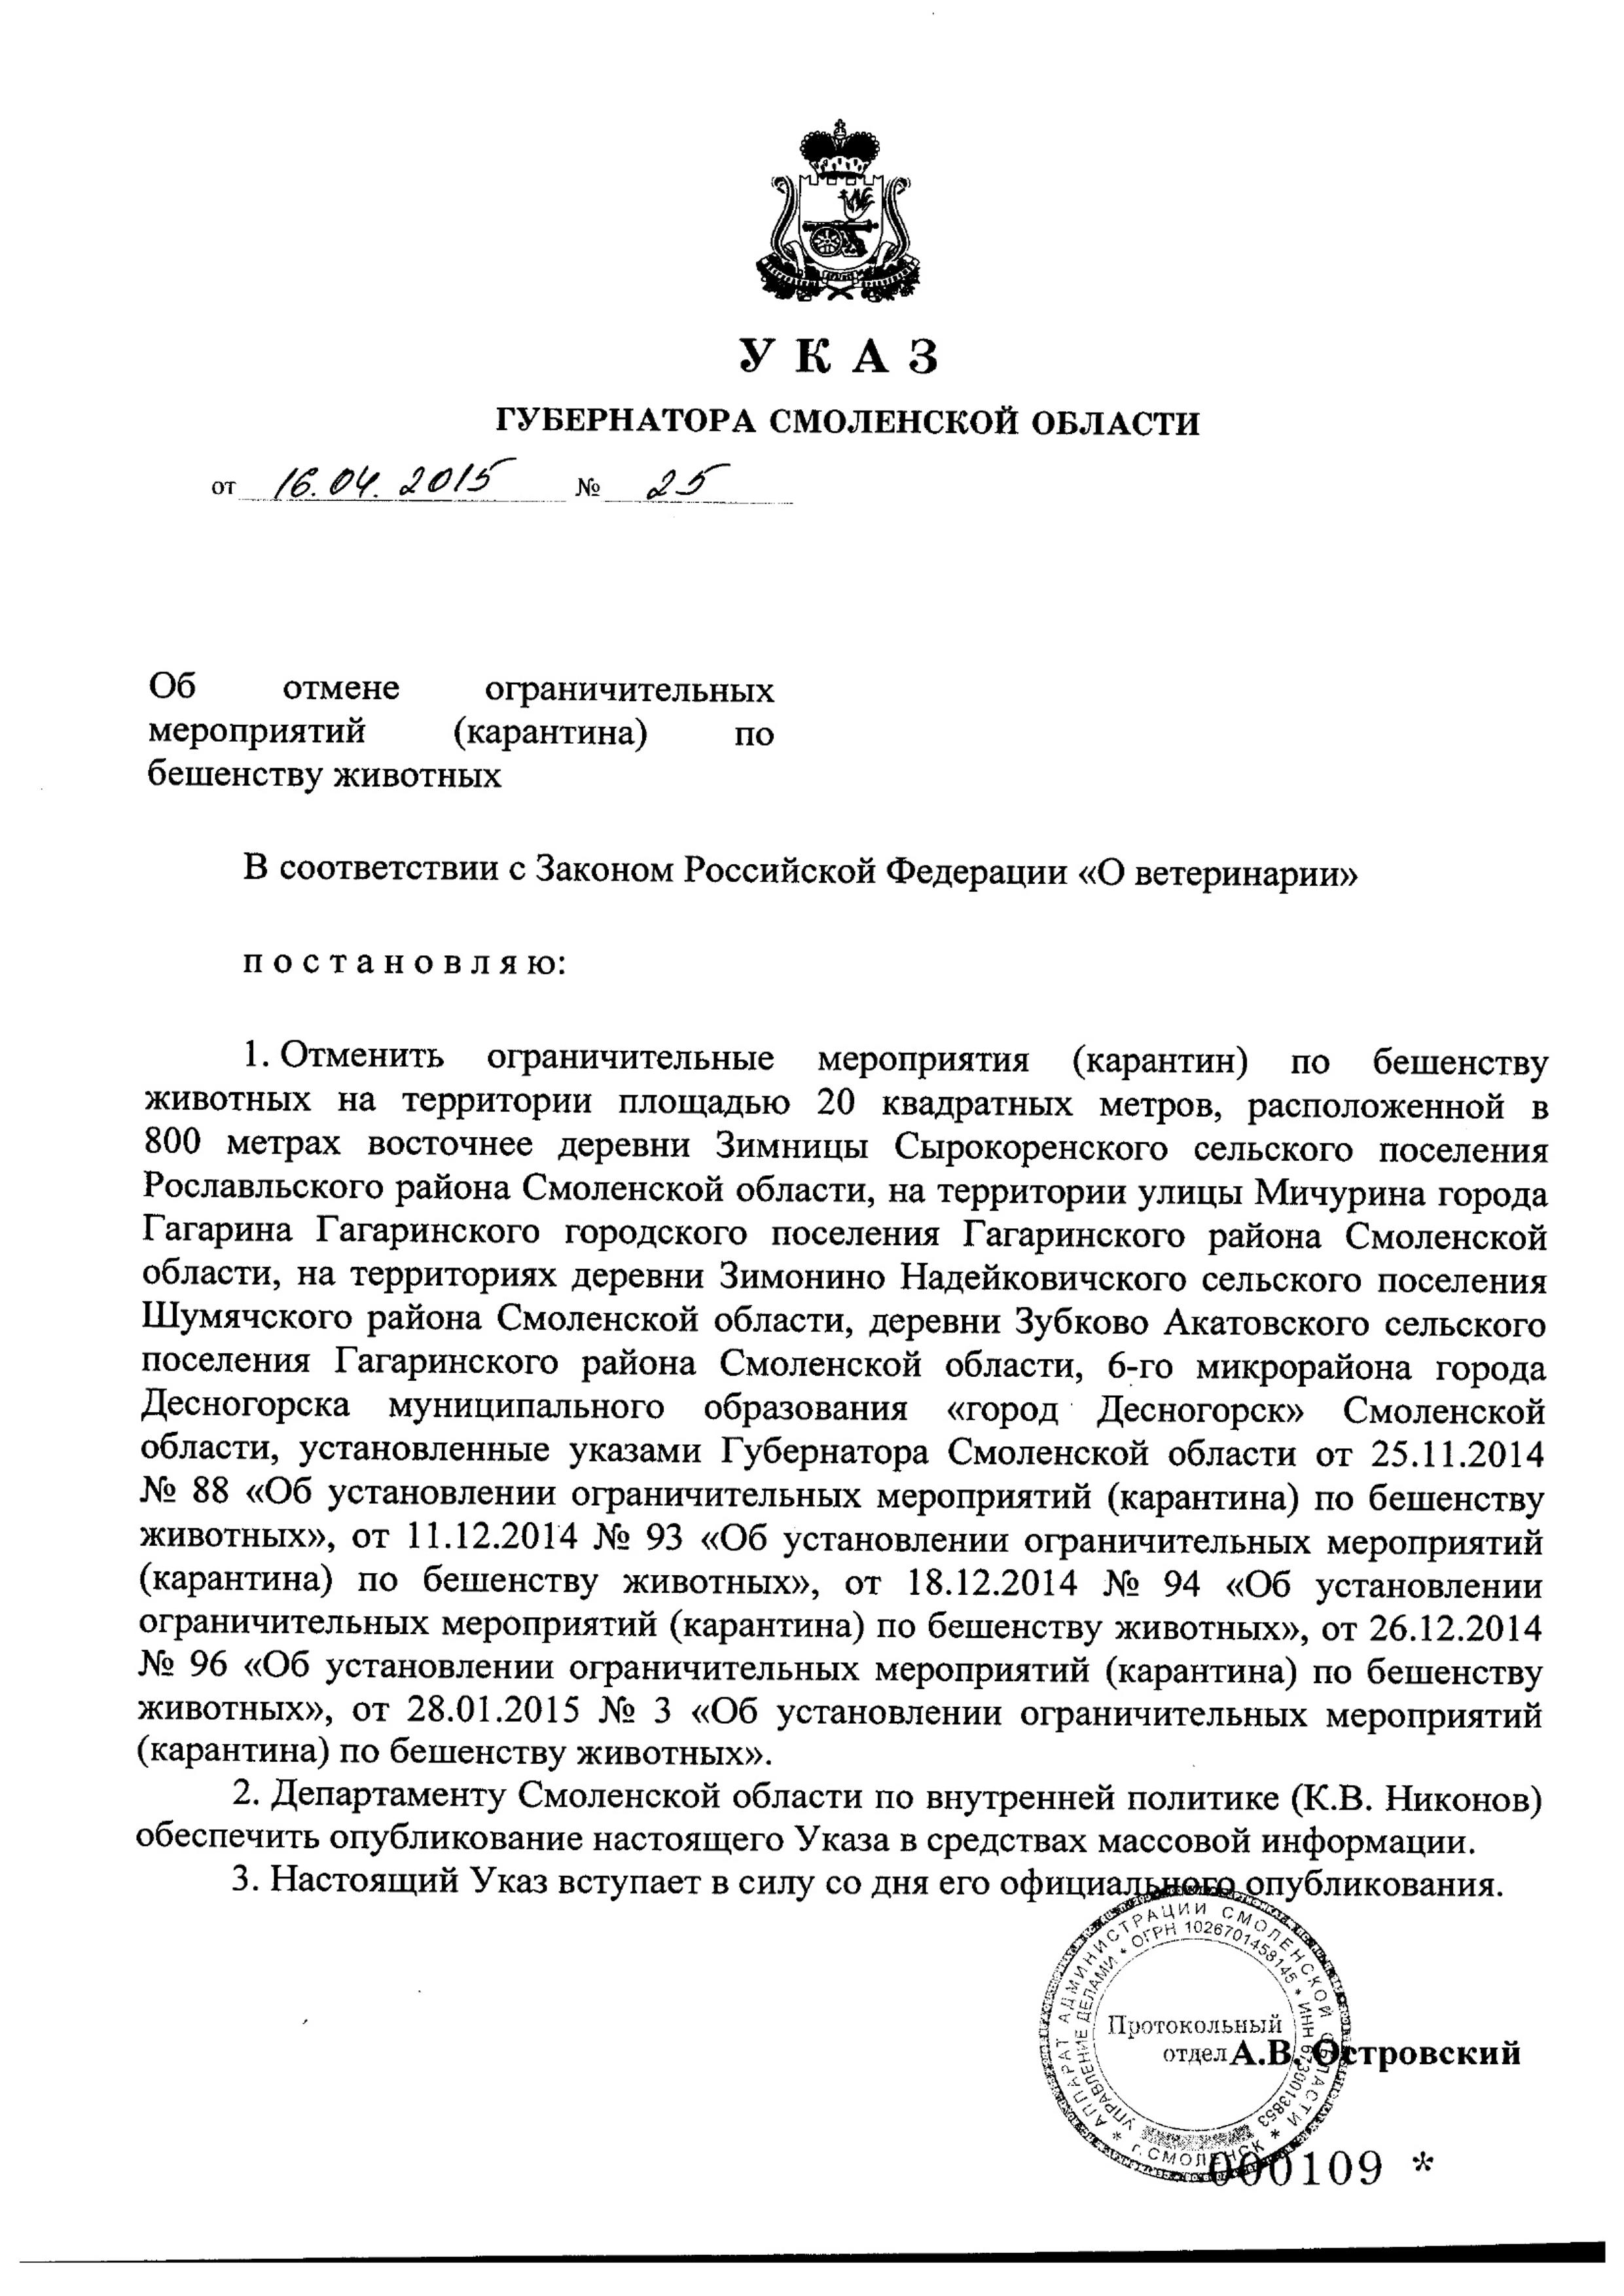 У К А З
ГУБЕРНАТОРА СМОЛЕНСКОЙ ОБЛАСТИ
от 16.04.2015 № 25
Об отмене ограничительных
мероприятий (карантина) по
бешенству животных
В соответствии с Законом Российской Федерации «О ветеринарии»
п о с т а н о в л я ю:
1. Отменить ограничительные мероприятия (карантин) по бешенству
животных на территории площадью 20 квадратных метров, расположенной в
800 метрах восточнее деревни Зимницы Сырокоренского сельского поселения
Рославльского района Смоленской области, на территории улицы Мичурина города
Гагарина Гагаринского городского поселения Гагаринского района Смоленской
области, на территориях деревни Зимонино Надейковичского сельского поселения
Шумячского района Смоленской области, деревни Зубково Акатовского сельского
поселения Гагаринского района Смоленской области, 6-го микрорайона города
Десногорска муниципального образования «город Десногорск» Смоленской
области, установленные указами Губернатора Смоленской области от 25.11.2014
№ 88 «Об установлении ограничительных мероприятий (карантина) по бешенству
животных», от 11.12.2014 № 93 «Об установлении ограничительных мероприятий
(карантина) по бешенству животных», от 18.12.2014 № 94 «Об установлении
ограничительных мероприятий (карантина) по бешенству животных», от 26.12.2014
№ 96 «Об установлении ограничительных мероприятий (карантина) по бешенству
животных», от 28.01.2015 № 3 «Об установлении ограничительных мероприятий
(карантина) по бешенству животных».
2. Департаменту Смоленской области по внутренней политике (К.В. Никонов)
обеспечить опубликование настоящего Указа в средствах массовой информации.
3. Настоящий Указ вступает в силу со дня его официального опубликования.
АППАРАТ АДМИНИСТРАЦИИ СМОЛЕНСКОЙ ОБЛАСТИ * г. СМОЛЕНСК *
УПРАВЛЕНИЕ ДЕЛАМИ * ОГРН 1026701458145 * ИНН 6730013853
Протокольный
отдел
А.В. Островский
000109 *